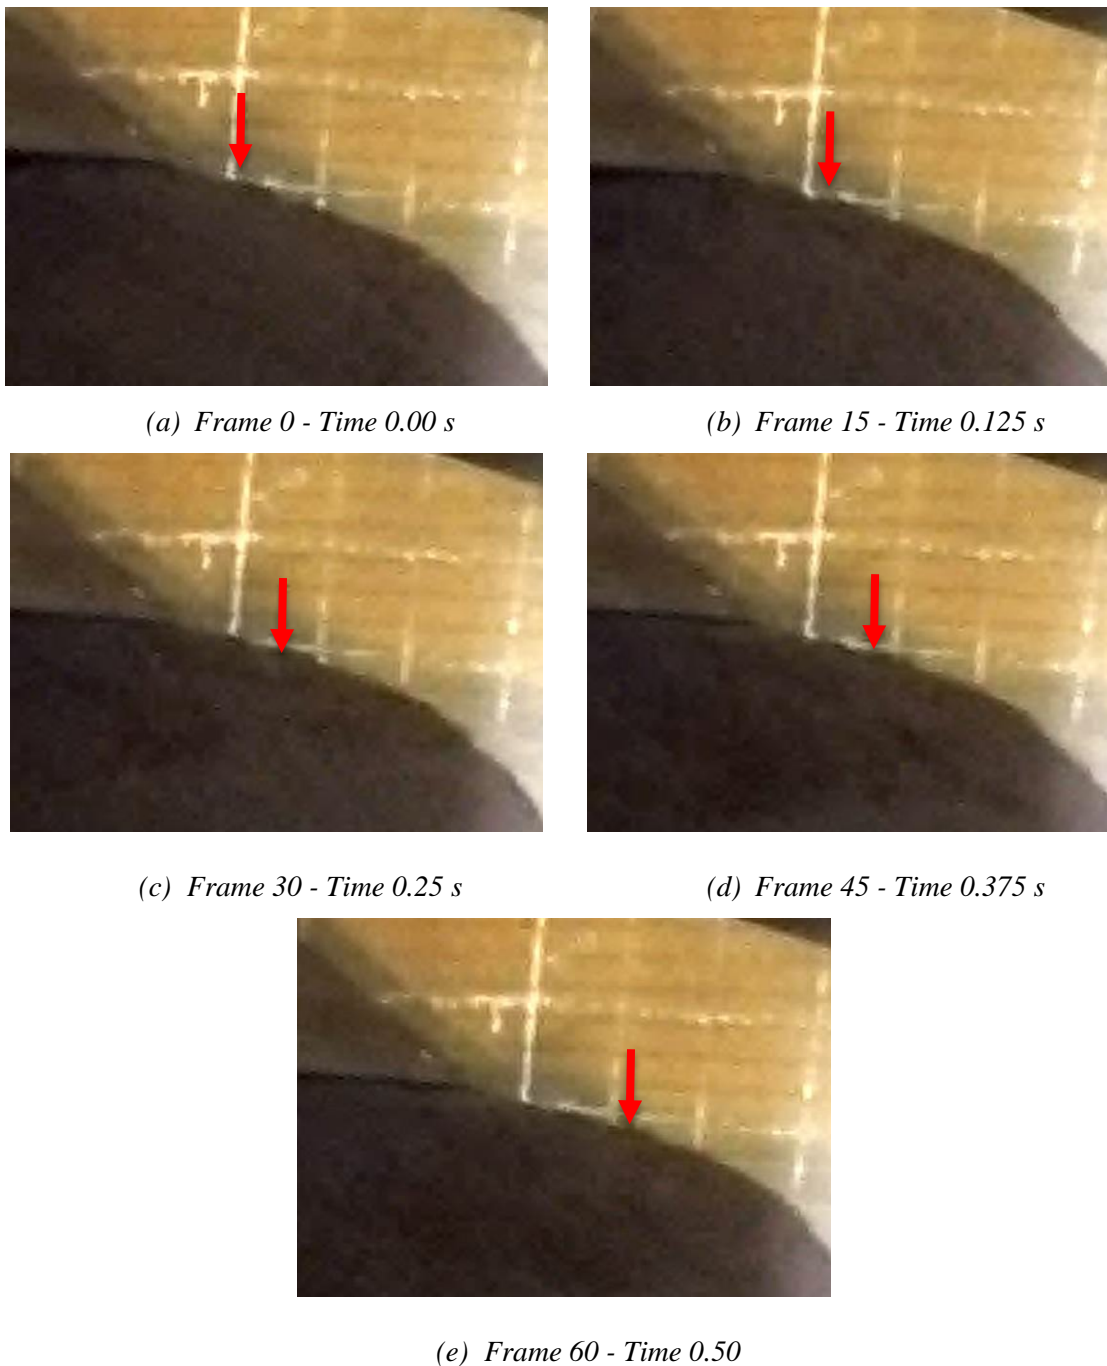 (a) Frame 0 - Time 0.00 s
(b) Frame 15 - Time 0.125 s
(c) Frame 30 - Time 0.25 s
(d) Frame 45 - Time 0.375 s
(e) Frame 60 - Time 0.50